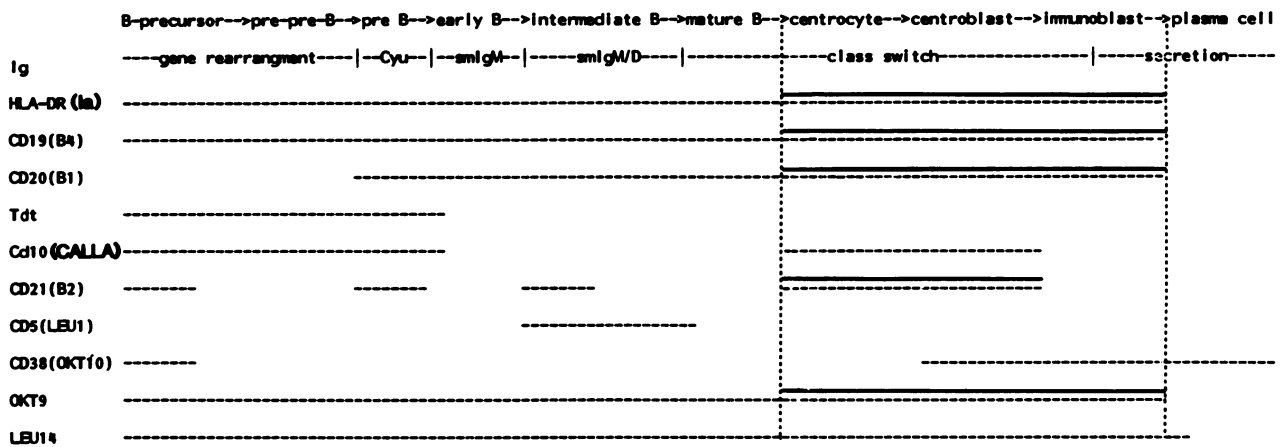 B-precursor-->pre-pre-B-->pre B-->early B-->intermediate B-->mature B-->centrocyte-->centroblast-->immunoblast-->plasma cell
Ig -----gene rearrangment-----|--Cyu--|--smIgM--|------smIgM/D-----|---------------class switch---------------|------secretion-----
HLA-DR (Ia)
CD19(B4)
CD20(B1)
Tdt
Cd10(CALLA)
CD21(B2)
CD5(LEU1)
CD38(OKT10)
OKT9
LEU14